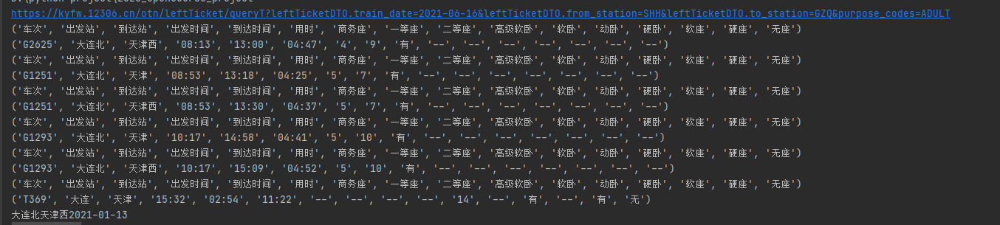 https://kyfw.12306.cn/otn/leftTicket/queryT?leftTicketDTO.train_date=2021-06-16&leftTicketDTO.from_station=SHH&leftTicketDTO.to_station=GZQ&purpose_codes=ADULT
('车次', '出发站', '到达站', '出发时间', '到达时间', '用时', '商务座', '一等座', '二等座', '高级软卧', '软卧', '动卧', '硬卧', '软座', '硬座', '无座')
('G2625', '大连北', '天津西', '08:13', '13:00', '04:47', '4', '9', '有', '--', '--', '--', '--', '--', '--', '--')
('车次', '出发站', '到达站', '出发时间', '到达时间', '用时', '商务座', '一等座', '二等座', '高级软卧', '软卧', '动卧', '硬卧', '软座', '硬座', '无座')
('G1251', '大连北', '天津', '08:53', '13:18', '04:25', '5', '7', '有', '--', '--', '--', '--', '--', '--', '--')
('车次', '出发站', '到达站', '出发时间', '到达时间', '用时', '商务座', '一等座', '二等座', '高级软卧', '软卧', '动卧', '硬卧', '软座', '硬座', '无座')
('G1251', '大连北', '天津西', '08:53', '13:30', '04:37', '5', '7', '有', '--', '--', '--', '--', '--', '--', '--')
('车次', '出发站', '到达站', '出发时间', '到达时间', '用时', '商务座', '一等座', '二等座', '高级软卧', '软卧', '动卧', '硬卧', '软座', '硬座', '无座')
('G1293', '大连北', '天津', '10:17', '14:58', '04:41', '5', '10', '有', '--', '--', '--', '--', '--', '--', '--')
('车次', '出发站', '到达站', '出发时间', '到达时间', '用时', '商务座', '一等座', '二等座', '高级软卧', '软卧', '动卧', '硬卧', '软座', '硬座', '无座')
('G1293', '大连北', '天津西', '10:17', '15:09', '04:52', '5', '10', '有', '--', '--', '--', '--', '--', '--', '--')
('车次', '出发站', '到达站', '出发时间', '到达时间', '用时', '商务座', '一等座', '二等座', '高级软卧', '软卧', '动卧', '硬卧', '软座', '硬座', '无座')
('T369', '大连', '天津', '15:32', '02:54', '11:22', '--', '--', '--', '--', '14', '--', '有', '--', '有', '无')
大连北天津西2021-01-13